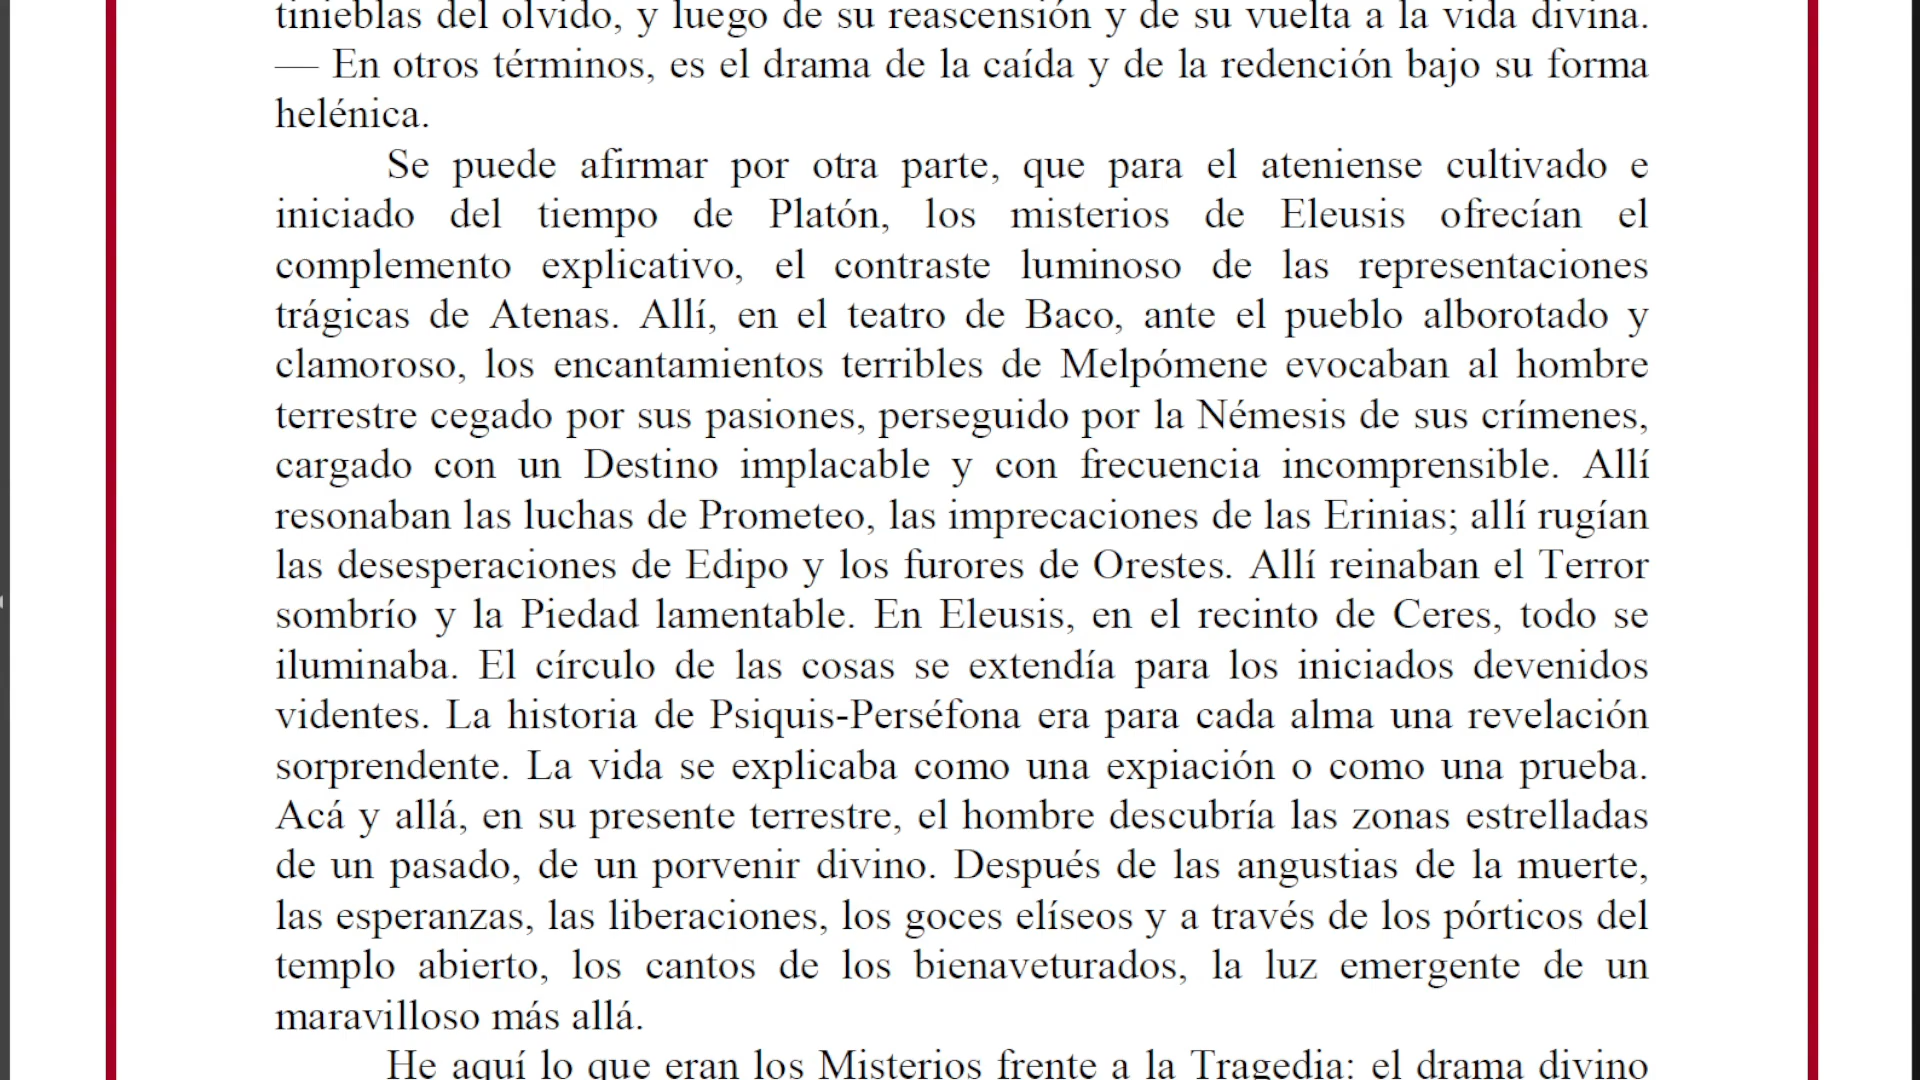 tinieblas del olvido, y luego de su reascensión y de su vuelta a la vida divina.
— En otros términos, es el drama de la caída y de la redención bajo su forma
helénica.
Se puede afirmar por otra parte, que para el ateniense cultivado e
iniciado del tiempo de Platón, los misterios de Eleusis ofrecían el
complemento explicativo, el contraste luminoso de las representaciones
trágicas de Atenas. Allí, en el teatro de Baco, ante el pueblo alborotado y
clamoroso, los encantamientos terribles de Melpómene evocaban al hombre
terrestre cegado por sus pasiones, perseguido por la Némesis de sus crímenes,
cargado con un Destino implacable y con frecuencia incomprensible. Allí
resonaban las luchas de Prometeo, las imprecaciones de las Erinias; allí rugían
las desesperaciones de Edipo y los furores de Orestes. Allí reinaban el Terror
sombrío y la Piedad lamentable. En Eleusis, en el recinto de Ceres, todo se
iluminaba. El círculo de las cosas se extendía para los iniciados devenidos
videntes. La historia de Psiquis-Perséfona era para cada alma una revelación
sorprendente. La vida se explicaba como una expiación o como una prueba.
Acá y allá, en su presente terrestre, el hombre descubría las zonas estrelladas
de un pasado, de un porvenir divino. Después de las angustias de la muerte,
las esperanzas, las liberaciones, los goces elíseos y a través de los pórticos del
templo abierto, los cantos de los bienaveturados, la luz emergente de un
maravilloso más allá.
He aquí lo que eran los Misterios frente a la Tragedia: el drama divino